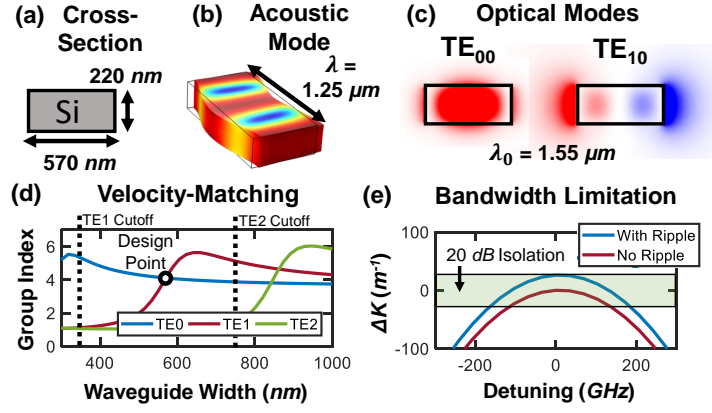 (a) Cross-
Section
220 nm
Si
570 nm
(b) Acoustic
Mode
λ =
1.25 μm
(c) Optical Modes
TE00
TE10
λ0 = 1.55 μm
(d) Velocity-Matching
TE1 Cutoff
TE2 Cutoff
Design
Point
Group Index
6
4
2
0
TE0
TE1
TE2
400
600
800
1000
Waveguide Width (nm)
(e) Bandwidth Limitation
ΔK (m⁻¹)
100
0
-100
With Ripple
No Ripple
20 dB Isolation
-200
0
200
Detuning (GHz)